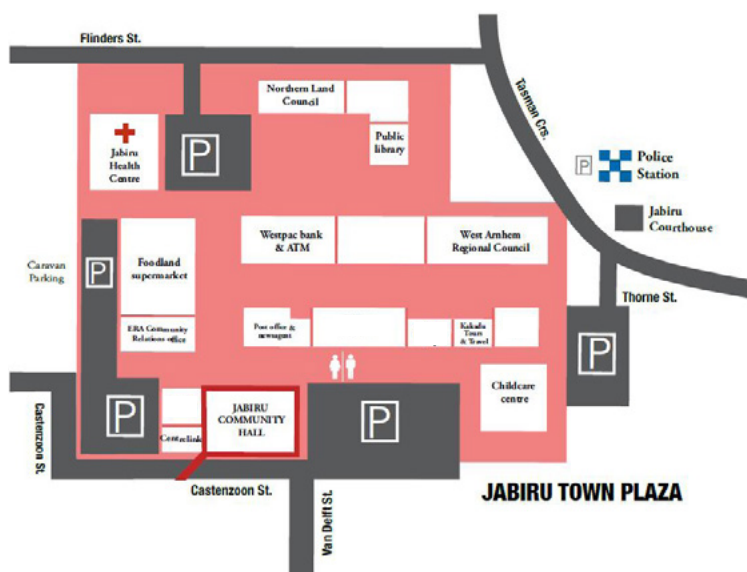 Flinders St.
Northern Land
Council
Tasman Crs.
P
Public
library
Jabiru
Health
Centre
P
Police
Station
Jabiru
Courthouse
Westpac bank
& ATM
West Arnhem
Regional Council
Caravan
Parking
P
Foodland
supermarket
Thorne St.
ERA Community
Relations office
Post office &
newsagent
Kakadu
Tours
& Travel
P
Childcare
centre
Castenzoon St.
P
Centrelink
JABIRU
COMMUNITY
HALL
P
Castenzoon St.
Van Delft St.
JABIRU TOWN PLAZA